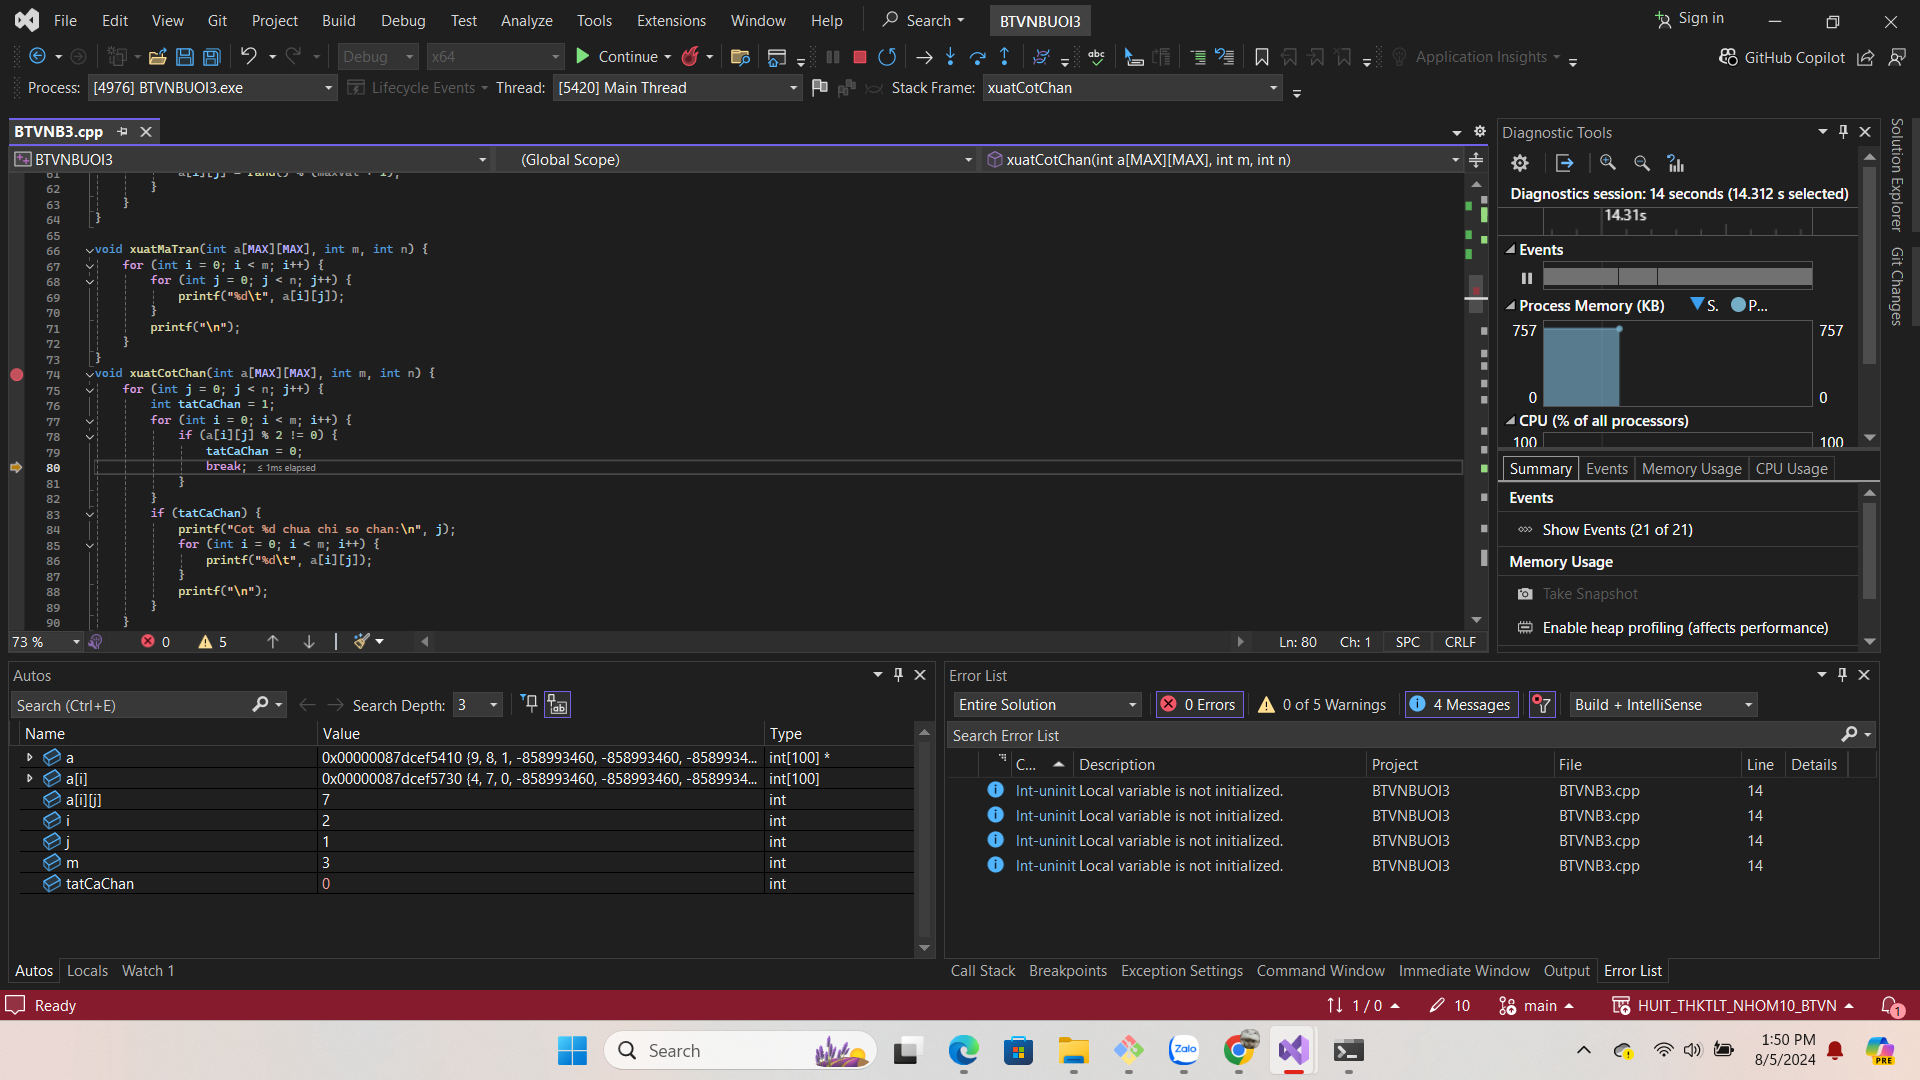 File Edit View Git Project Build Debug Test Analyze Tools Extensions Window Help Search BTVNBUOI3 Sign in
Debug x64 Continue Application Insights GitHub Copilot
Process: [4976] BTVNBUOI3.exe Lifecycle Events Thread: [5420] Main Thread Stack Frame: xuatCotChan
BTVNB3.cpp
BTVNBUOI3 (Global Scope) xuatCotChan(int a[MAX][MAX], int m, int n)
61 a[i][j] = rand() % (maxVal + 1);
62 }
63 }
64 }
65
66 void xuatMaTran(int a[MAX][MAX], int m, int n) {
67 for (int i = 0; i < m; i++) {
68 for (int j = 0; j < n; j++) {
69 printf("%d\t", a[i][j]);
70 }
71 printf("\n");
72 }
73 }
74 void xuatCotChan(int a[MAX][MAX], int m, int n) {
75 for (int j = 0; j < n; j++) {
76 int tatCaChan = 1;
77 for (int i = 0; i < m; i++) {
78 if (a[i][j] % 2 != 0) {
79 tatCaChan = 0;
80 break; ≤ 1ms elapsed
81 }
82 }
83 if (tatCaChan) {
84 printf("Cot %d chua chi so chan:\n", j);
85 for (int i = 0; i < m; i++) {
86 printf("%d\t", a[i][j]);
87 }
88 printf("\n");
89 }
90 }
73 % 0 5 Ln: 80 Ch: 1 SPC CRLF
Diagnostic Tools
Diagnostics session: 14 seconds (14.312 s selected)
14.31s
Events
Process Memory (KB) S. P...
757 757
0 0
CPU (% of all processors)
100 100
Summary Events Memory Usage CPU Usage
Events
Show Events (21 of 21)
Memory Usage
Take Snapshot
Enable heap profiling (affects performance)
Solution Explorer
Git Changes
Autos
Search (Ctrl+E) Search Depth: 3
Name Value Type
a 0x00000087dcef5410 {9, 8, 1, -858993460, -858993460, -8589934... int[100] *
a[i] 0x00000087dcef5730 {4, 7, 0, -858993460, -858993460, -8589934... int[100]
a[i][j] 7 int
i 2 int
j 1 int
m 3 int
tatCaChan 0 int
Autos Locals Watch 1
Error List
Entire Solution 0 Errors 0 of 5 Warnings 4 Messages Build + IntelliSense
Search Error List
C... Description Project File Line Details
Int-uninit Local variable is not initialized. BTVNBUOI3 BTVNB3.cpp 14
Int-uninit Local variable is not initialized. BTVNBUOI3 BTVNB3.cpp 14
Int-uninit Local variable is not initialized. BTVNBUOI3 BTVNB3.cpp 14
Int-uninit Local variable is not initialized. BTVNBUOI3 BTVNB3.cpp 14
Call Stack Breakpoints Exception Settings Command Window Immediate Window Output Error List
Ready 1 / 0 10 main HUIT_THKTLT_NHOM10_BTVN 1
Search Zalo 1:50 PM
8/5/2024 PRE